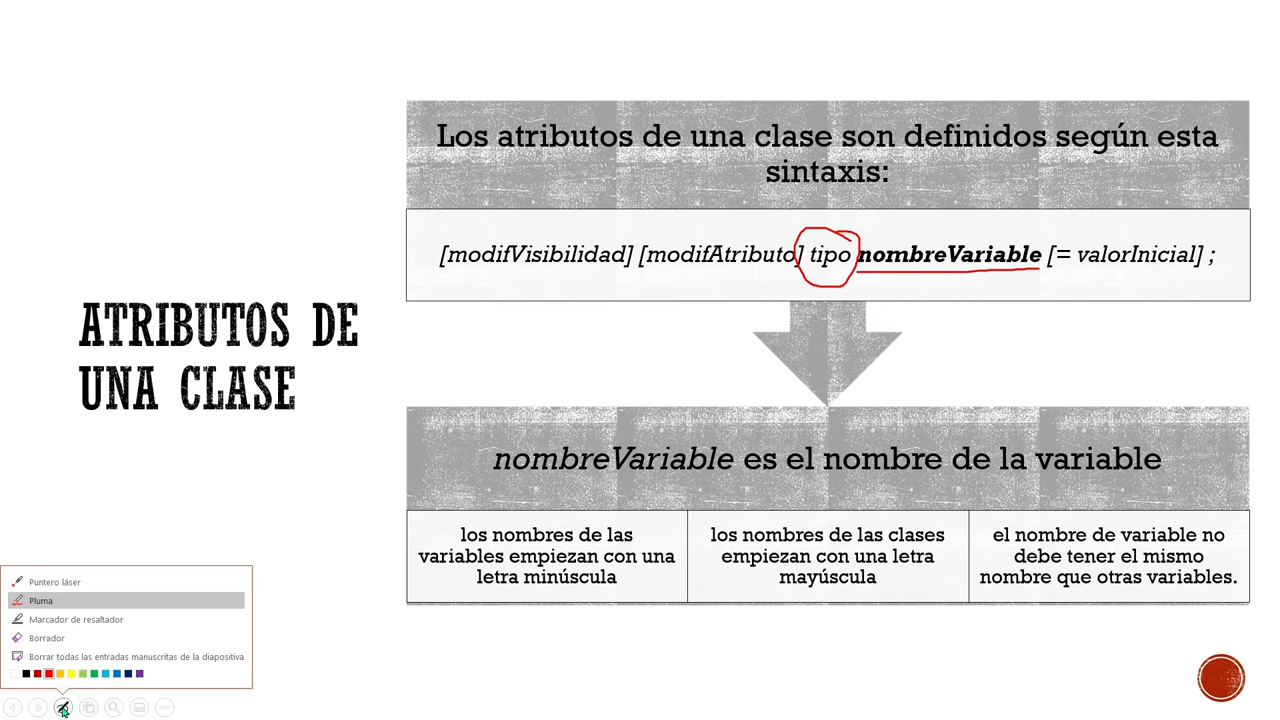 Los atributos de una clase son definidos según esta
sintaxis:
[modifVisibilidad] [modifAtributo] tipo nombreVariable [= valorInicial] ;
ATRIBUTOS DE
UNA CLASE
nombreVariable es el nombre de la variable
los nombres de las
variables empiezan con una
letra minúscula
los nombres de las clases
empiezan con una letra
mayúscula
el nombre de variable no
debe tener el mismo
nombre que otras variables.
Puntero láser
Pluma
Marcador de resaltador
Borrador
Borrar todas las entradas manuscritas de la diapositiva